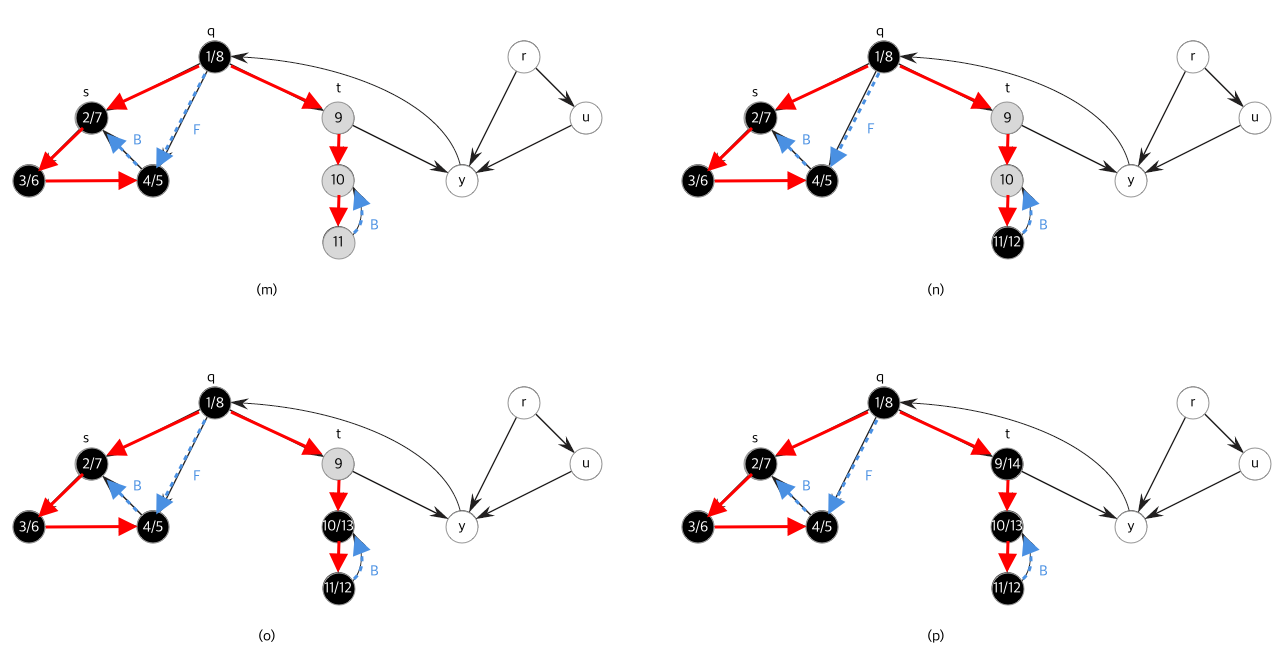 q
1/8
r
s
t
2/7
9
u
B
F
3/6
4/5
10
y
11
B
(m)
q
1/8
r
s
t
2/7
9
u
B
F
3/6
4/5
10
y
11/12
B
(n)
q
1/8
r
s
t
2/7
9
u
B
F
3/6
4/5
10/13
y
11/12
B
(o)
q
1/8
r
s
t
2/7
9/14
u
B
F
3/6
4/5
10/13
y
11/12
B
(p)